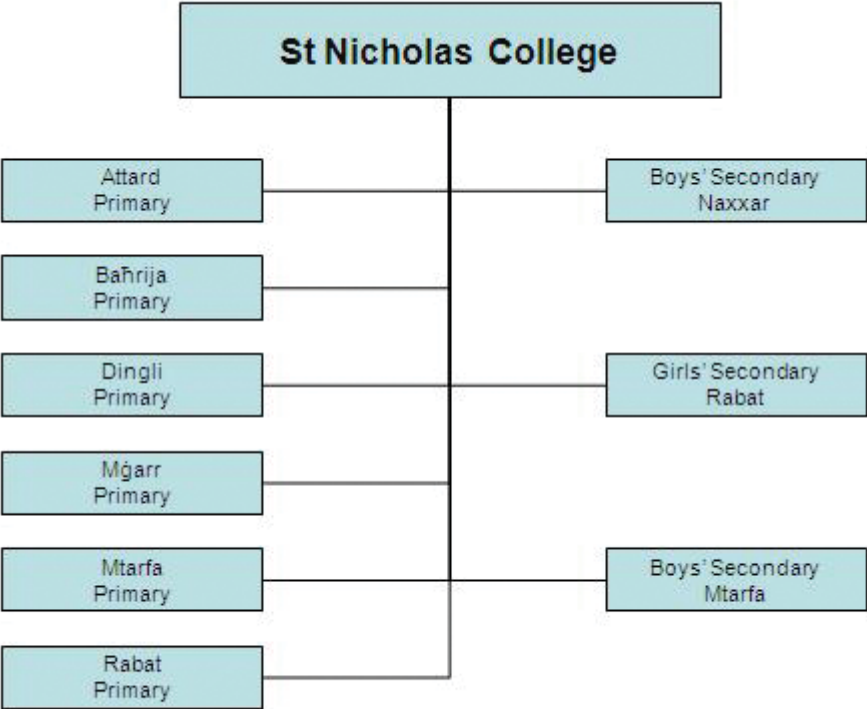 St Nicholas College
Attard
Primary
Boys' Secondary
Naxxar
Baħrija
Primary
Dingli
Primary
Girls' Secondary
Rabat
Mġarr
Primary
Mtarfa
Primary
Boys' Secondary
Mtarfa
Rabat
Primary